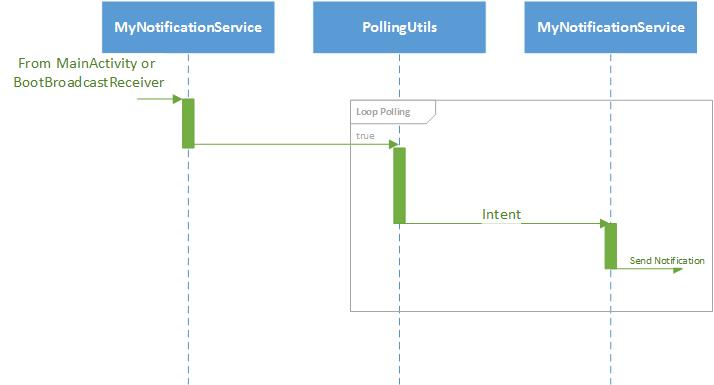 MyNotificationService
PollingUtils
MyNotificationService
From MainActivity or
BootBroadcastReceiver
Loop Polling
true
Intent
Send Notification